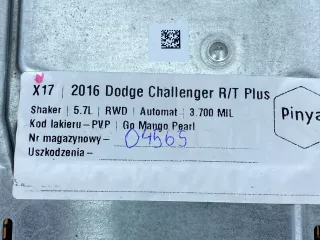 X17 | 2016 Dodge Challenger R/T Plus
Shaker | 5.7L | RWD | Automat | 3.700 MIL
Kod lakieru - PVP | Go Mango Pearl
Nr magazynowy - 04565
Uszkodzenia -
Pinya